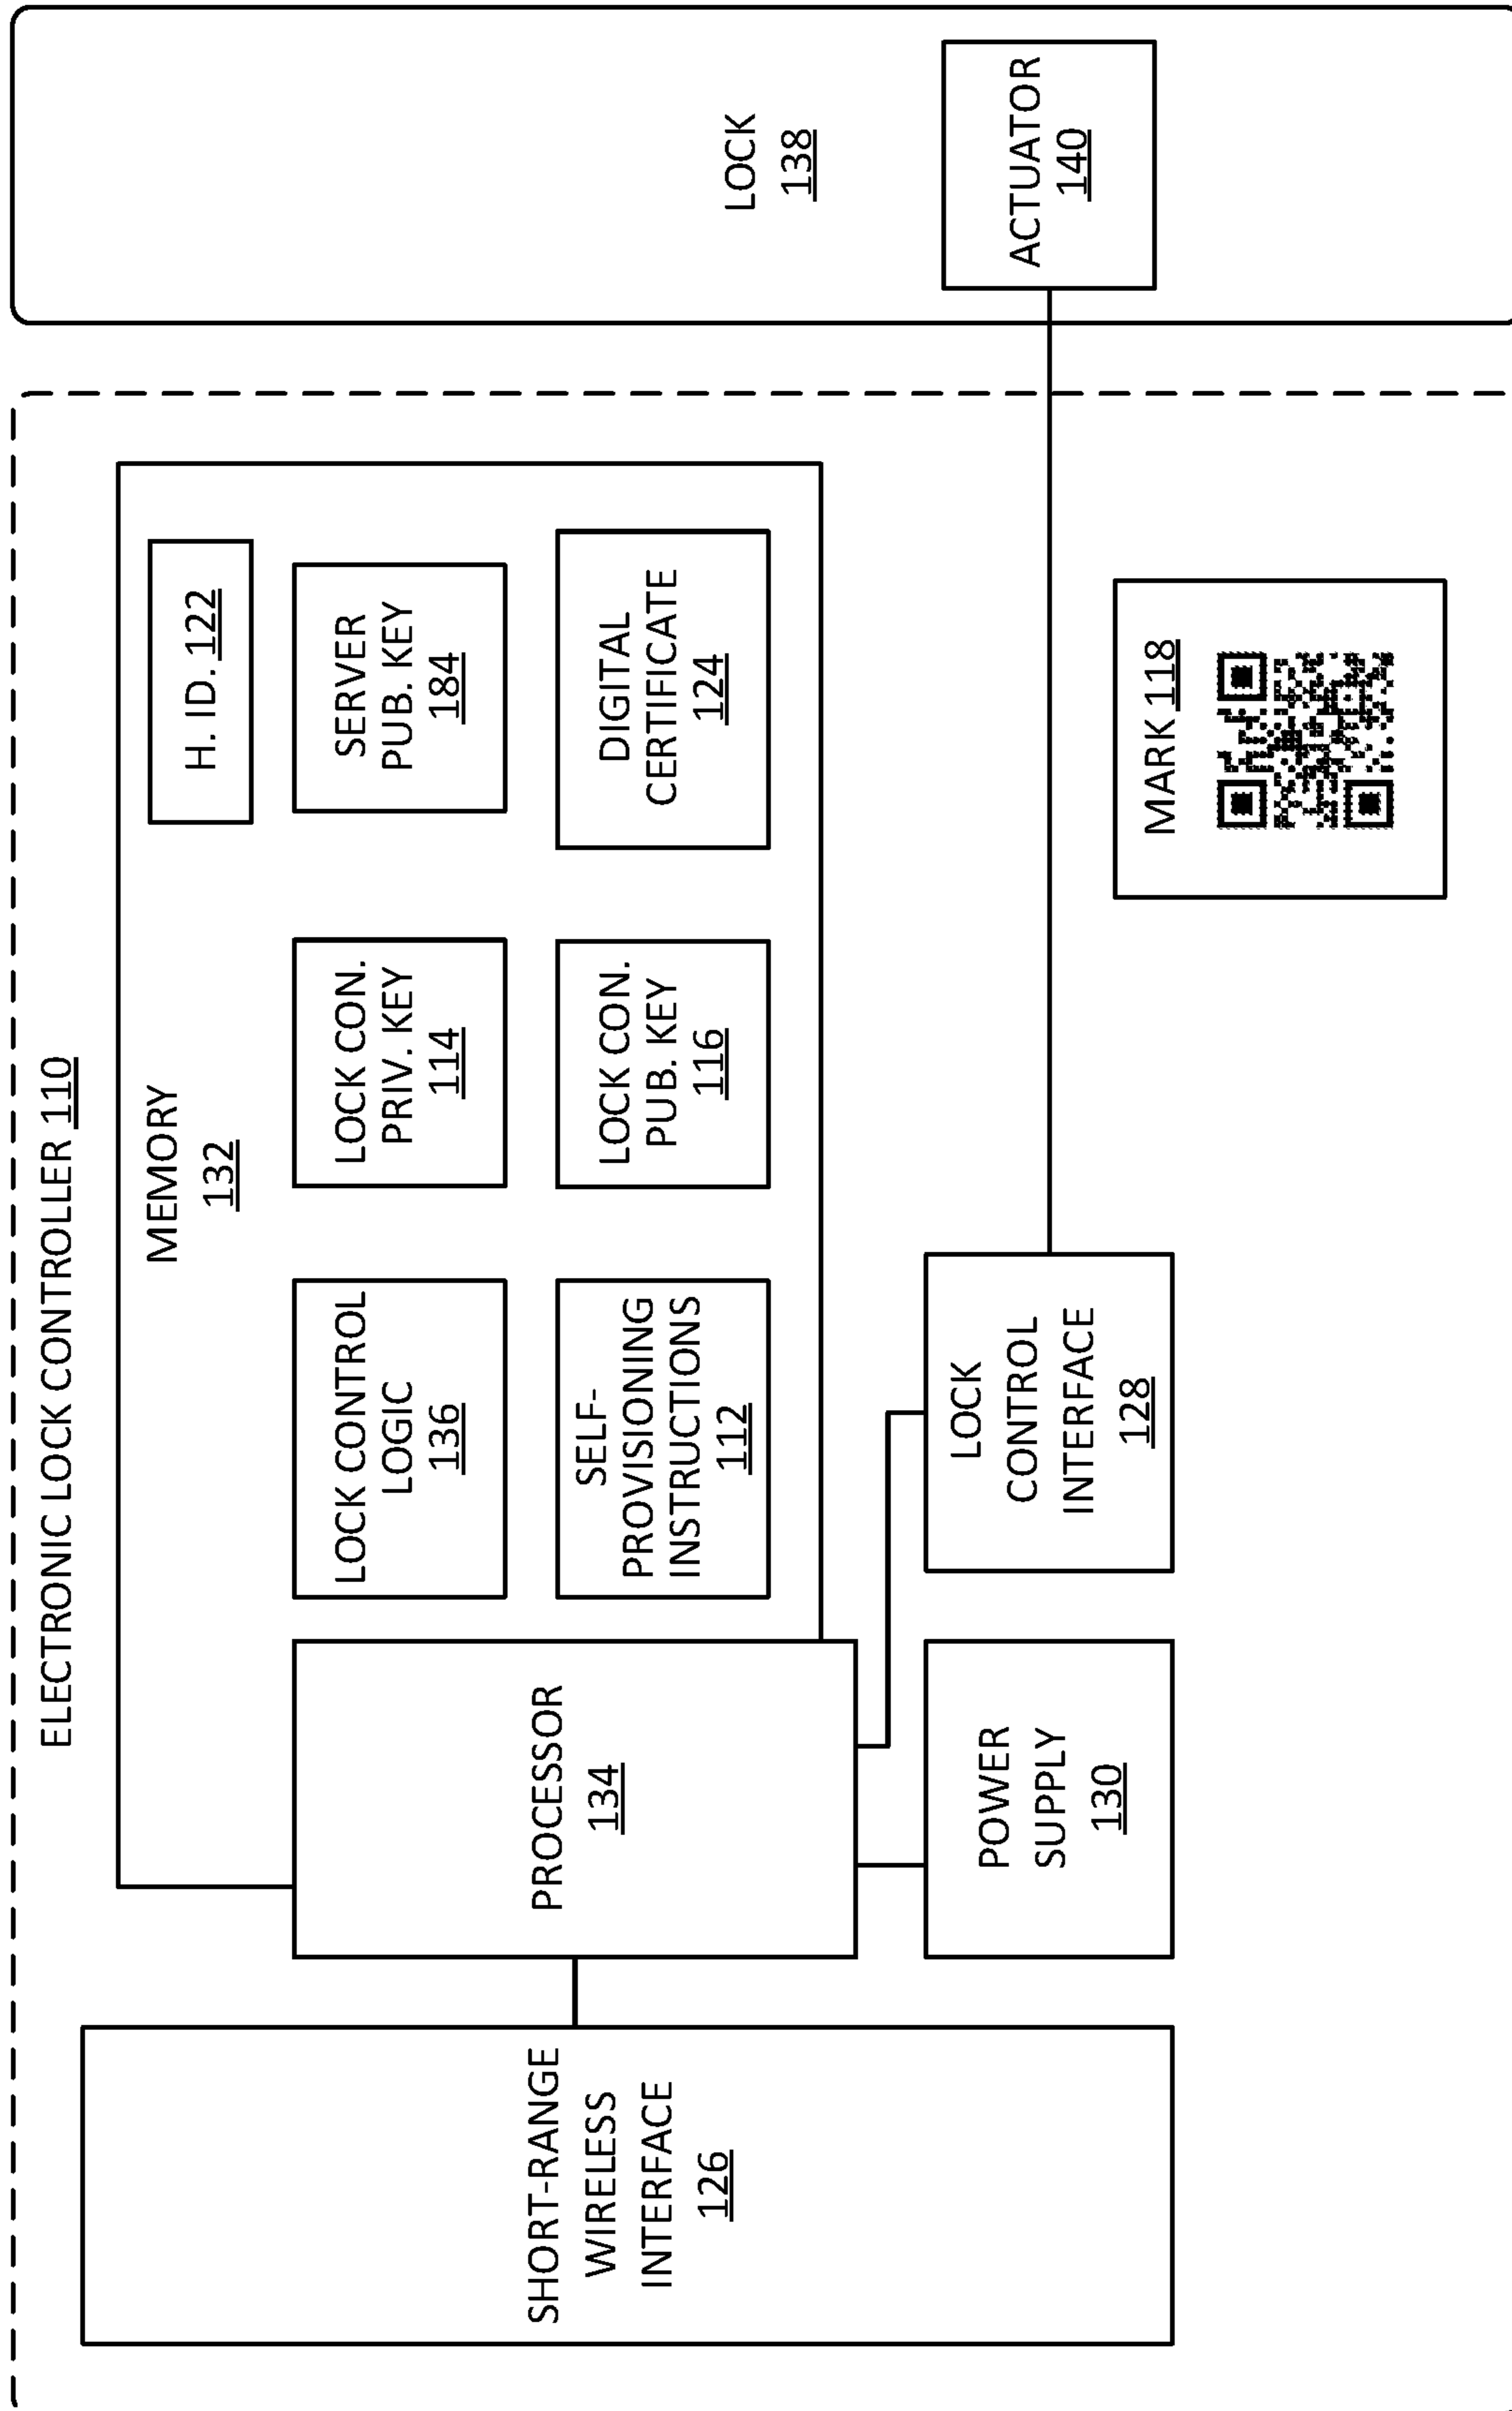 ELECTRONIC LOCK CONTROLLER 110
MEMORY
132
H. ID. 122
LOCK CONTROL
LOGIC
136
LOCK CON.
PRIV. KEY
114
SERVER
PUB. KEY
184
SELF-
PROVISIONING
INSTRUCTIONS
112
LOCK CON.
PUB. KEY
116
DIGITAL
CERTIFICATE
124
SHORT-RANGE
WIRELESS
INTERFACE
126
PROCESSOR
134
POWER
SUPPLY
130
LOCK
CONTROL
INTERFACE
128
MARK 118
LOCK
138
ACTUATOR
140